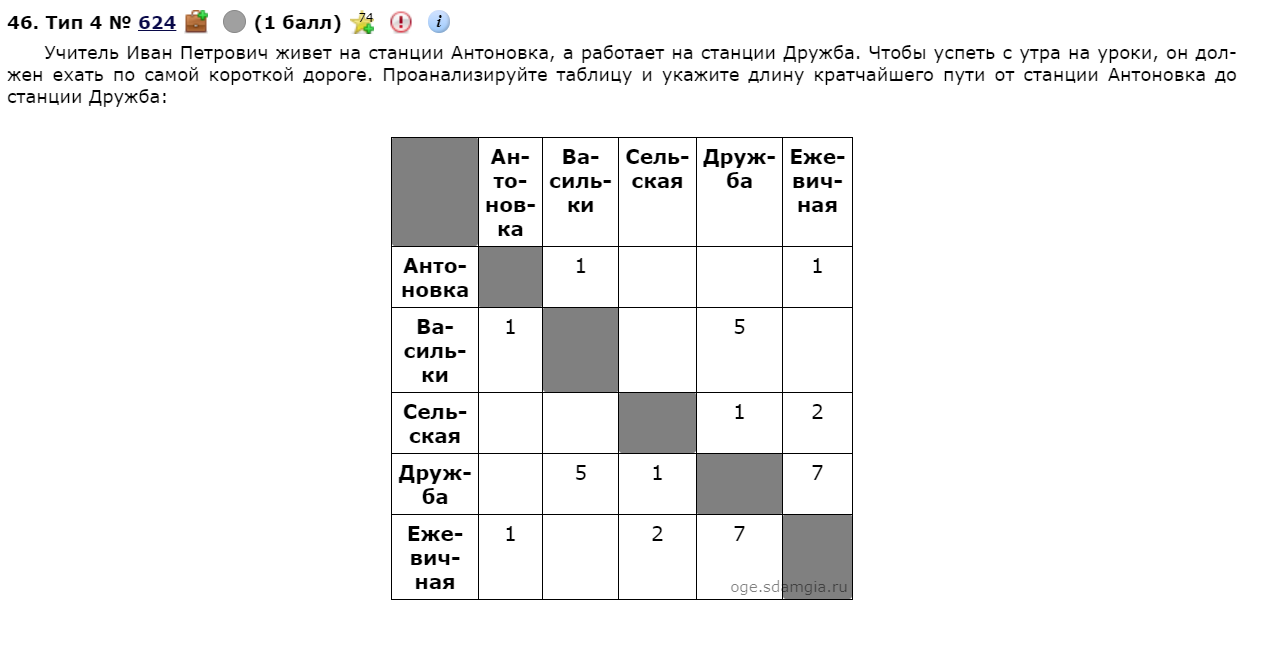 46. Тип 4 № 624 (1 балл) 74 ! i
Учитель Иван Петрович живет на станции Антоновка, а работает на станции Дружба. Чтобы успеть с утра на уроки, он дол-
жен ехать по самой короткой дороге. Проанализируйте таблицу и укажите длину кратчайшего пути от станции Антоновка до
станции Дружба:
Ан- Ва- Сель- Друж- Еже-
то- силь- ская ба вич-
нов- ки ная
ка
Анто- 1 1
новка
Ва- 1 5
силь-
ки
Сель- 1 2
ская
Друж- 5 1 7
ба
Еже- 1 2 7
вич-
ная
oge.sdamgia.ru